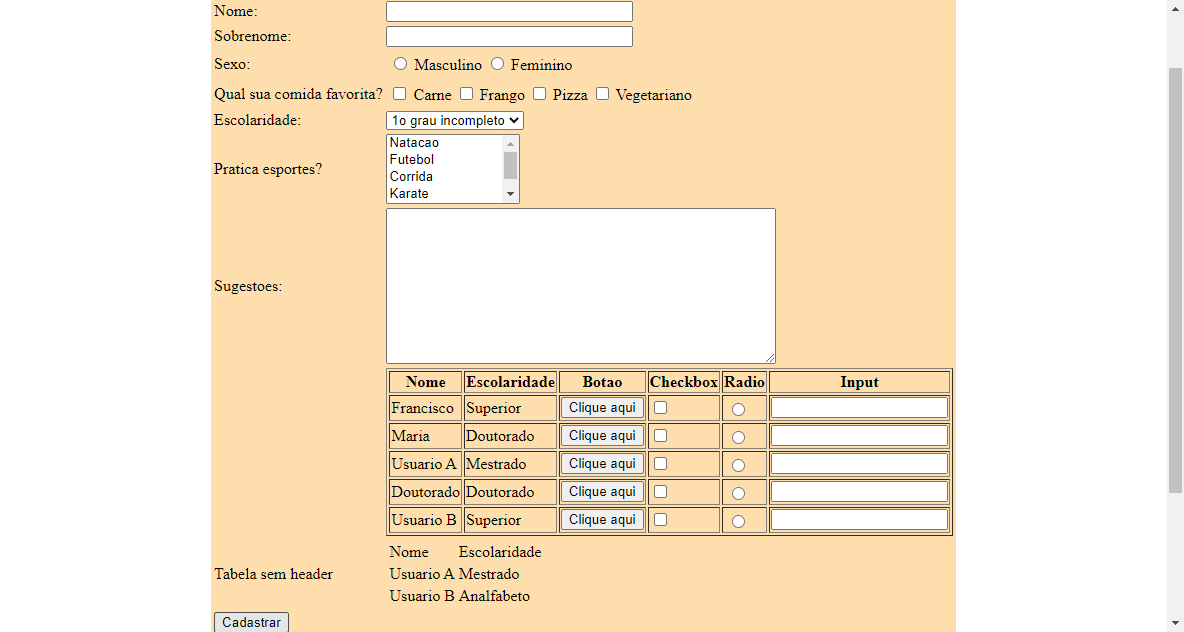 Nome:
Sobrenome:
Sexo: Masculino Feminino
Qual sua comida favorita? Carne Frango Pizza Vegetariano
Escolaridade: 1o grau incompleto
Natacao
Futebol
Pratica esportes?
Corrida
Karate
Sugestoes:
Nome Escolaridade Botao Checkbox Radio Input
Francisco Superior Clique aqui
Maria Doutorado Clique aqui
Usuario A Mestrado Clique aqui
Doutorado Doutorado Clique aqui
Usuario B Superior Clique aqui
Nome Escolaridade
Tabela sem header Usuario A Mestrado
Usuario B Analfabeto
Cadastrar